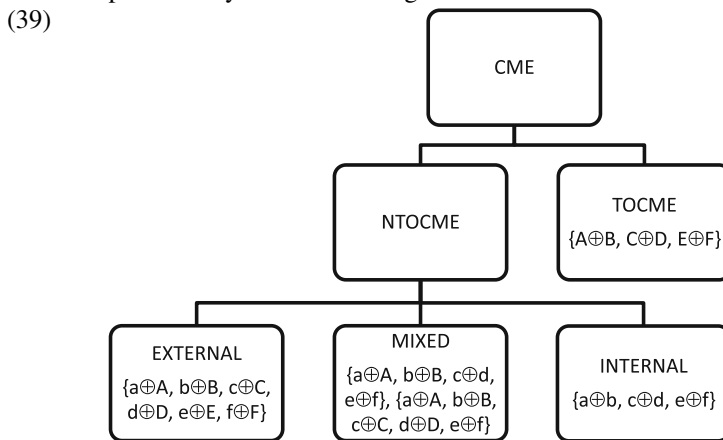 (39)
CME
NTOCME
TOCME
{A⊕B, C⊕D, E⊕F}
EXTERNAL
{a⊕A, b⊕B, c⊕C,
d⊕D, e⊕E, f⊕F}
MIXED
{a⊕A, b⊕B, c⊕d,
e⊕f}, {a⊕A, b⊕B,
c⊕C, d⊕D, e⊕f}
INTERNAL
{a⊕b, c⊕d, e⊕f}